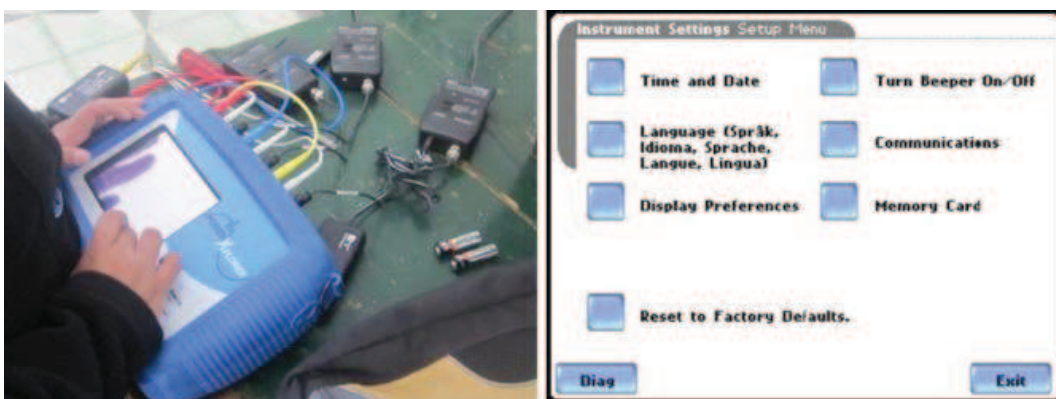 Instrument Settings Setup Menu
Time and Date
Turn Beeper On/Off
Language (Språk,
Idioma, Sprache,
Langue, Lingua)
Communications
Display Preferences
Memory Card
Reset to Factory Defaults.
Diag
Exit